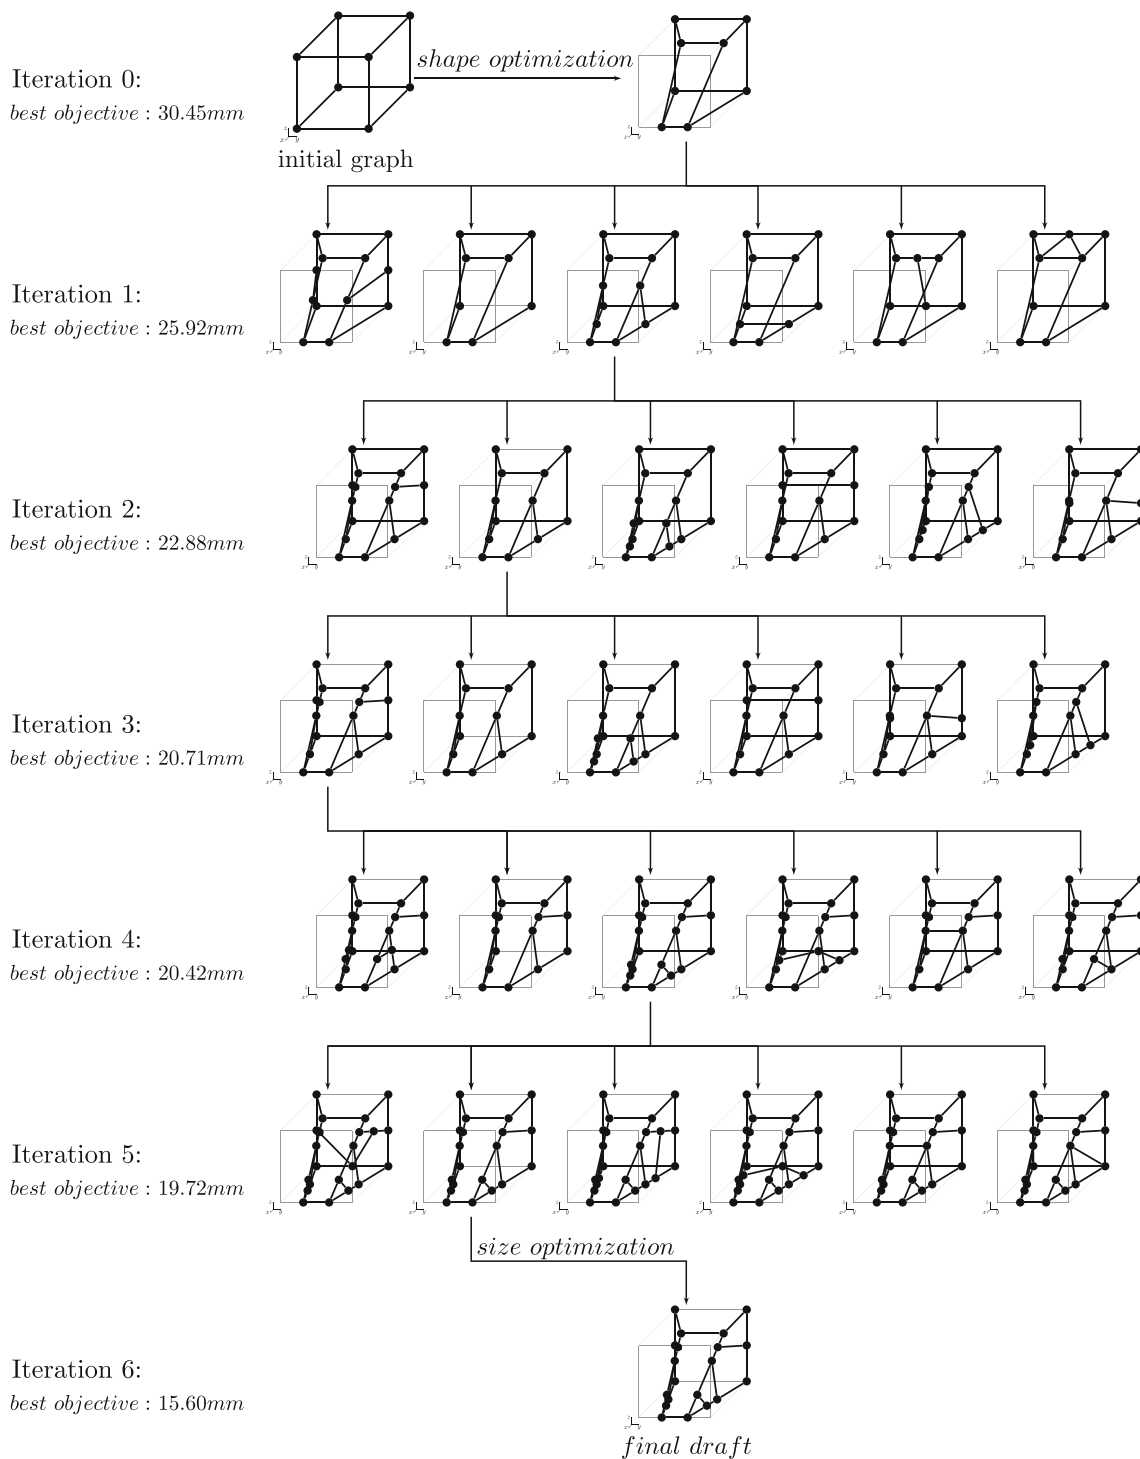 shape optimization
Iteration 0:
best objective : 30.45mm
initial graph
Iteration 1:
best objective : 25.92mm
Iteration 2:
best objective : 22.88mm
Iteration 3:
best objective : 20.71mm
Iteration 4:
best objective : 20.42mm
Iteration 5:
best objective : 19.72mm
size optimization
Iteration 6:
best objective : 15.60mm
final draft